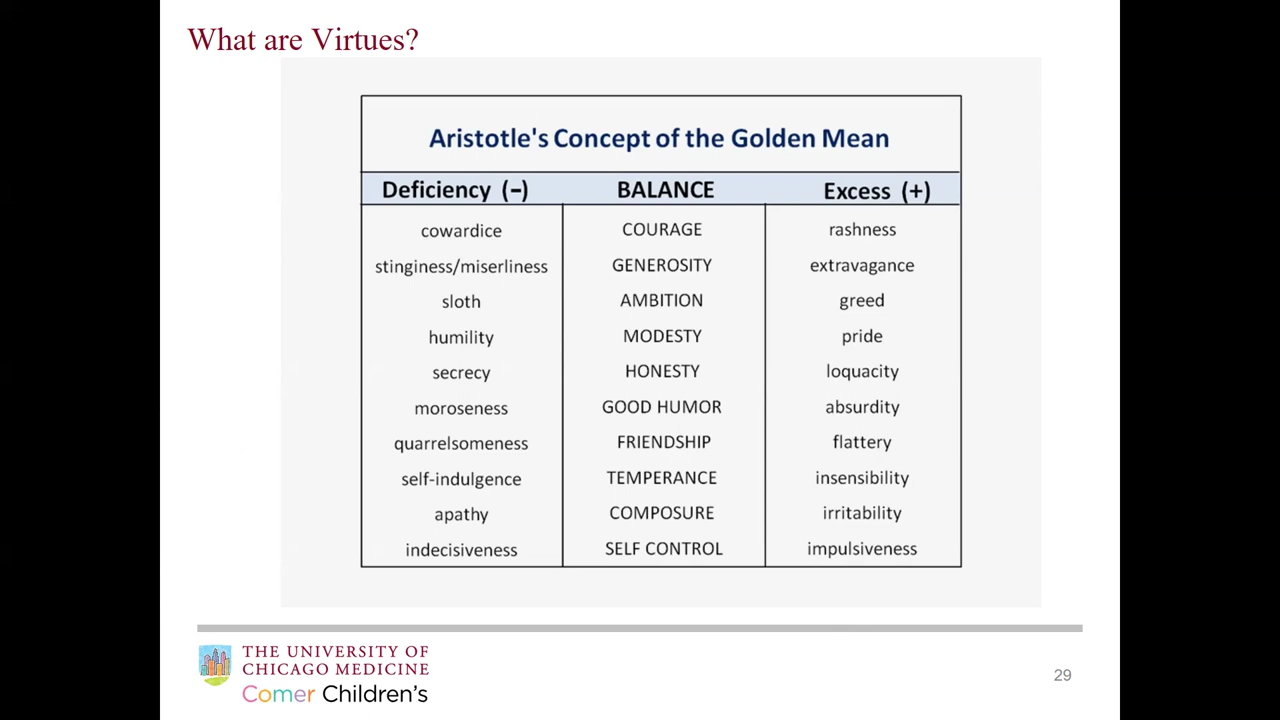 What are Virtues?
Aristotle's Concept of the Golden Mean
Deficiency (−) BALANCE Excess (+)
cowardice COURAGE rashness
stinginess/miserliness GENEROSITY extravagance
sloth AMBITION greed
humility MODESTY pride
secrecy HONESTY loquacity
moroseness GOOD HUMOR absurdity
quarrelsomeness FRIENDSHIP flattery
self-indulgence TEMPERANCE insensibility
apathy COMPOSURE irritability
indecisiveness SELF CONTROL impulsiveness
THE UNIVERSITY OF
CHICAGO MEDICINE
Comer Children's
29